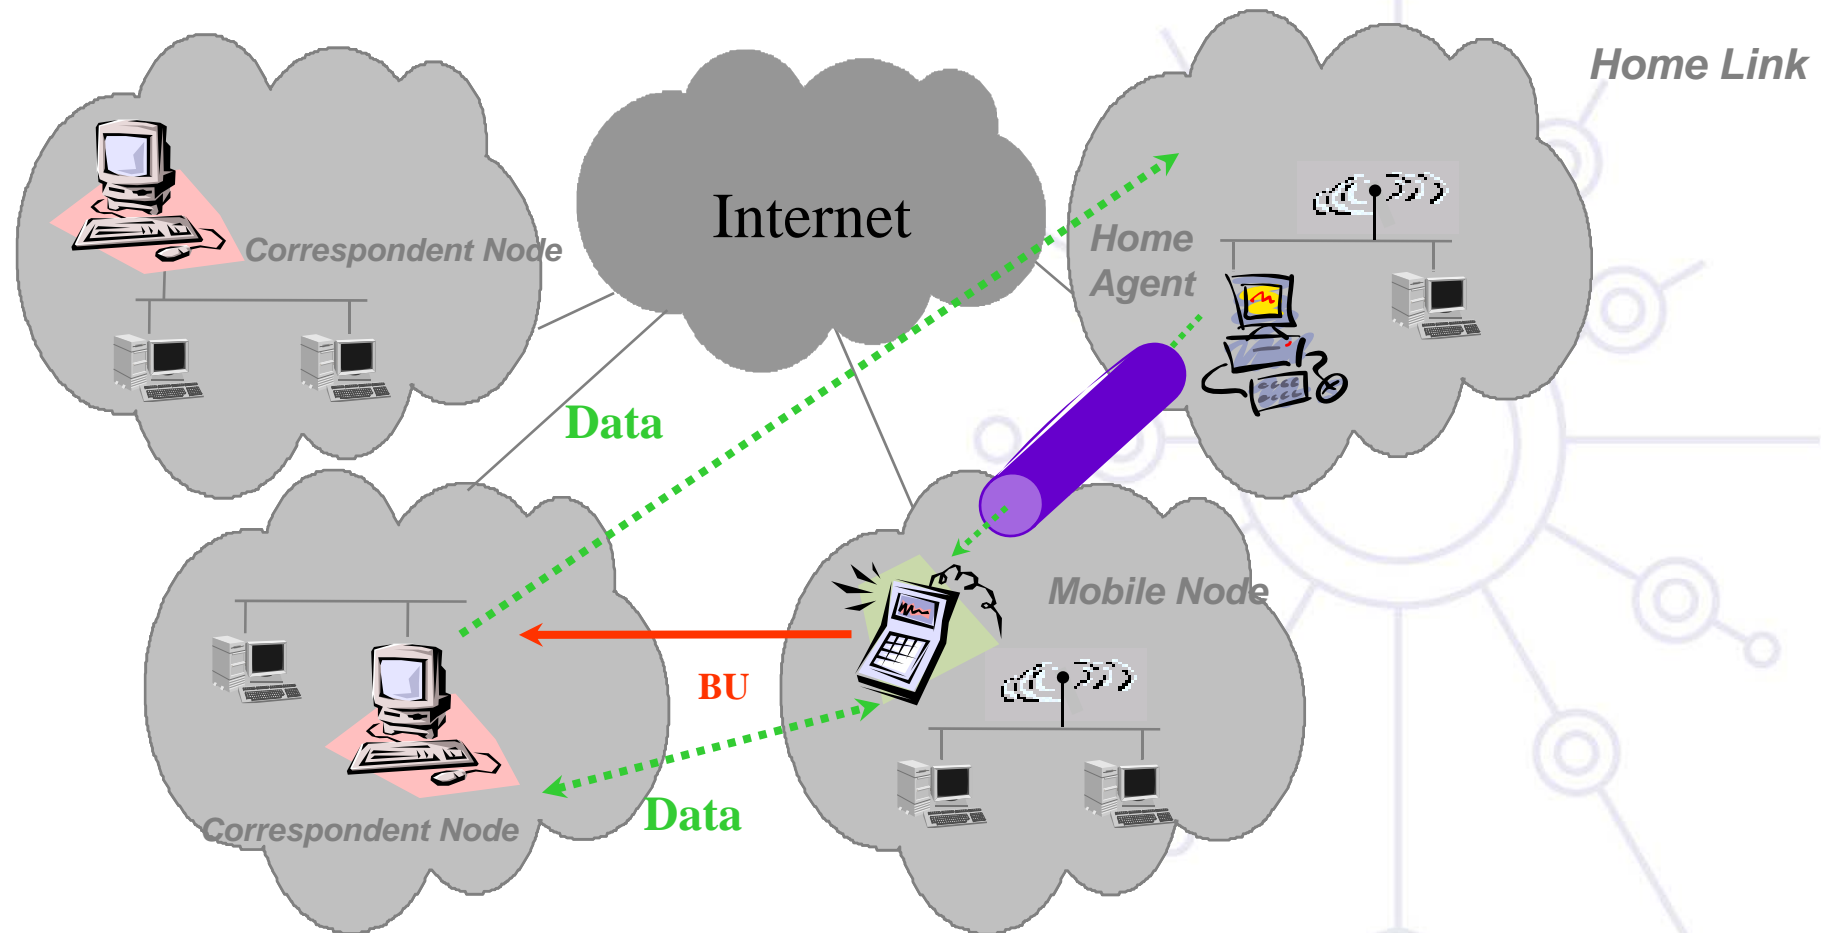 Home Link
Internet
Correspondent Node
Home
Agent
Data
Mobile Node
BU
Data
Correspondent Node